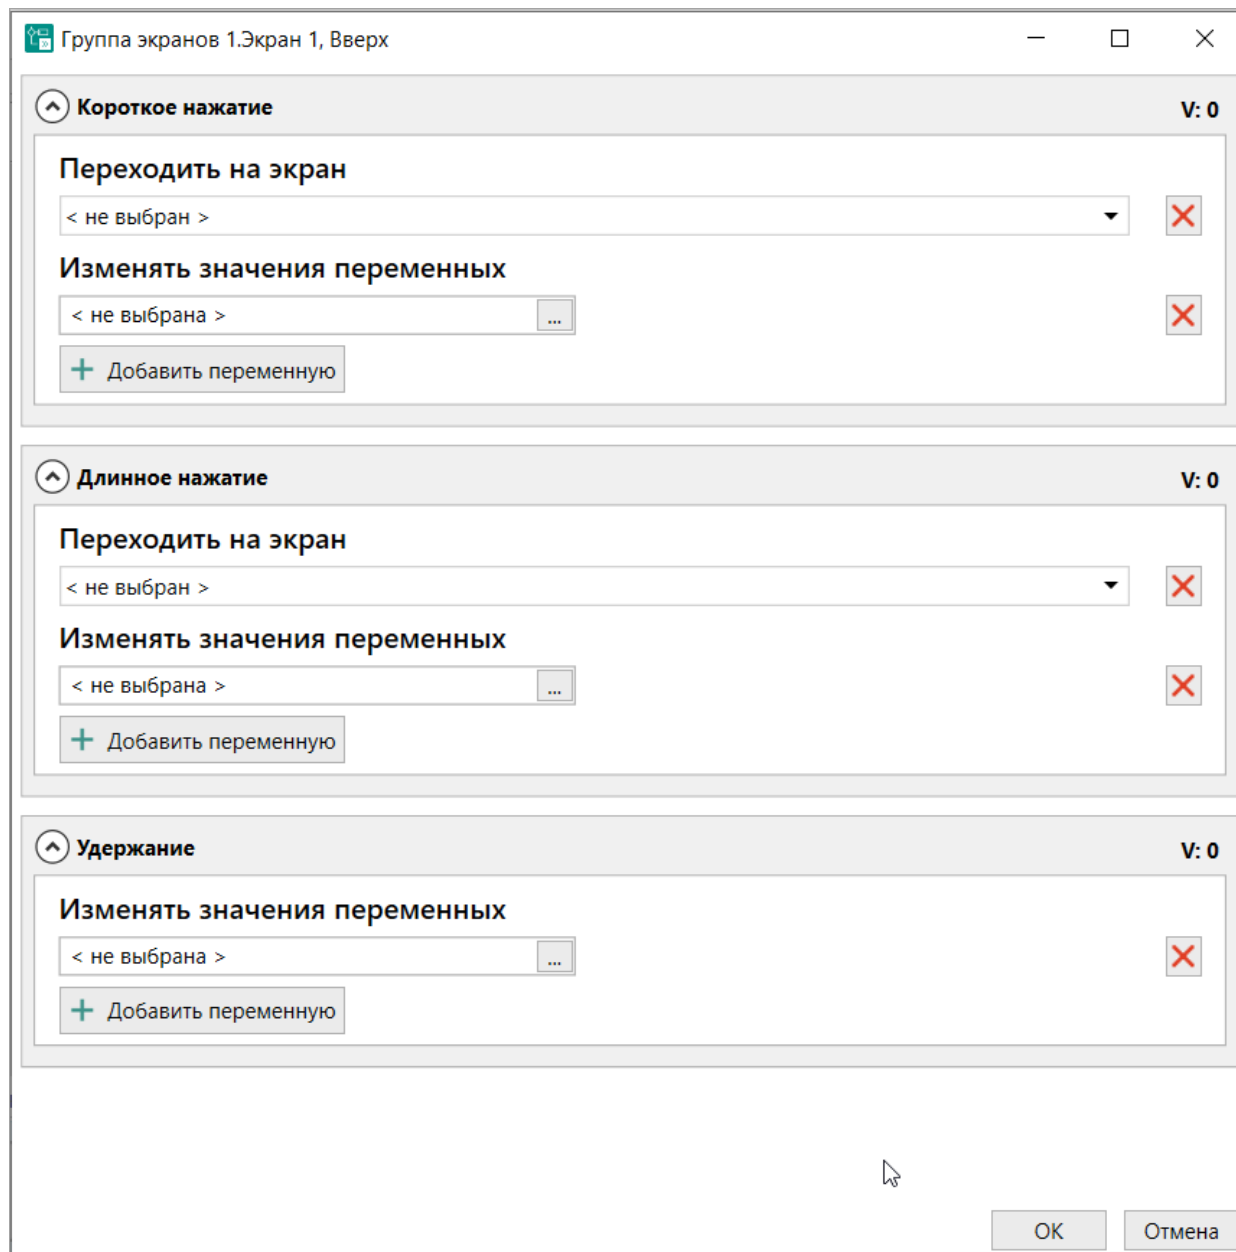 Группа экранов 1.Экран 1, Вверх
Короткое нажатие V: 0
Переходить на экран
< не выбран >
Изменять значения переменных
< не выбрана > ...
+ Добавить переменную
Длинное нажатие V: 0
Переходить на экран
< не выбран >
Изменять значения переменных
< не выбрана > ...
+ Добавить переменную
Удержание V: 0
Изменять значения переменных
< не выбрана > ...
+ Добавить переменную
OK Отмена